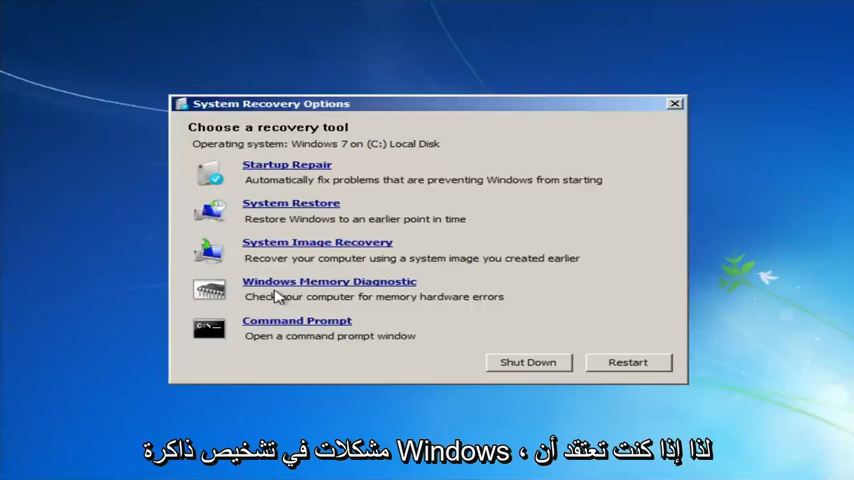 System Recovery Options
Choose a recovery tool
Operating system: Windows 7 on (C:) Local Disk
Startup Repair
Automatically fix problems that are preventing Windows from starting
System Restore
Restore Windows to an earlier point in time
System Image Recovery
Recover your computer using a system image you created earlier
Windows Memory Diagnostic
Check your computer for memory hardware errors
Command Prompt
Open a command prompt window
Shut Down
Restart
لذا إذا كنت تعتقد أن ، Windows مشكلات في تشخيص ذاكرة